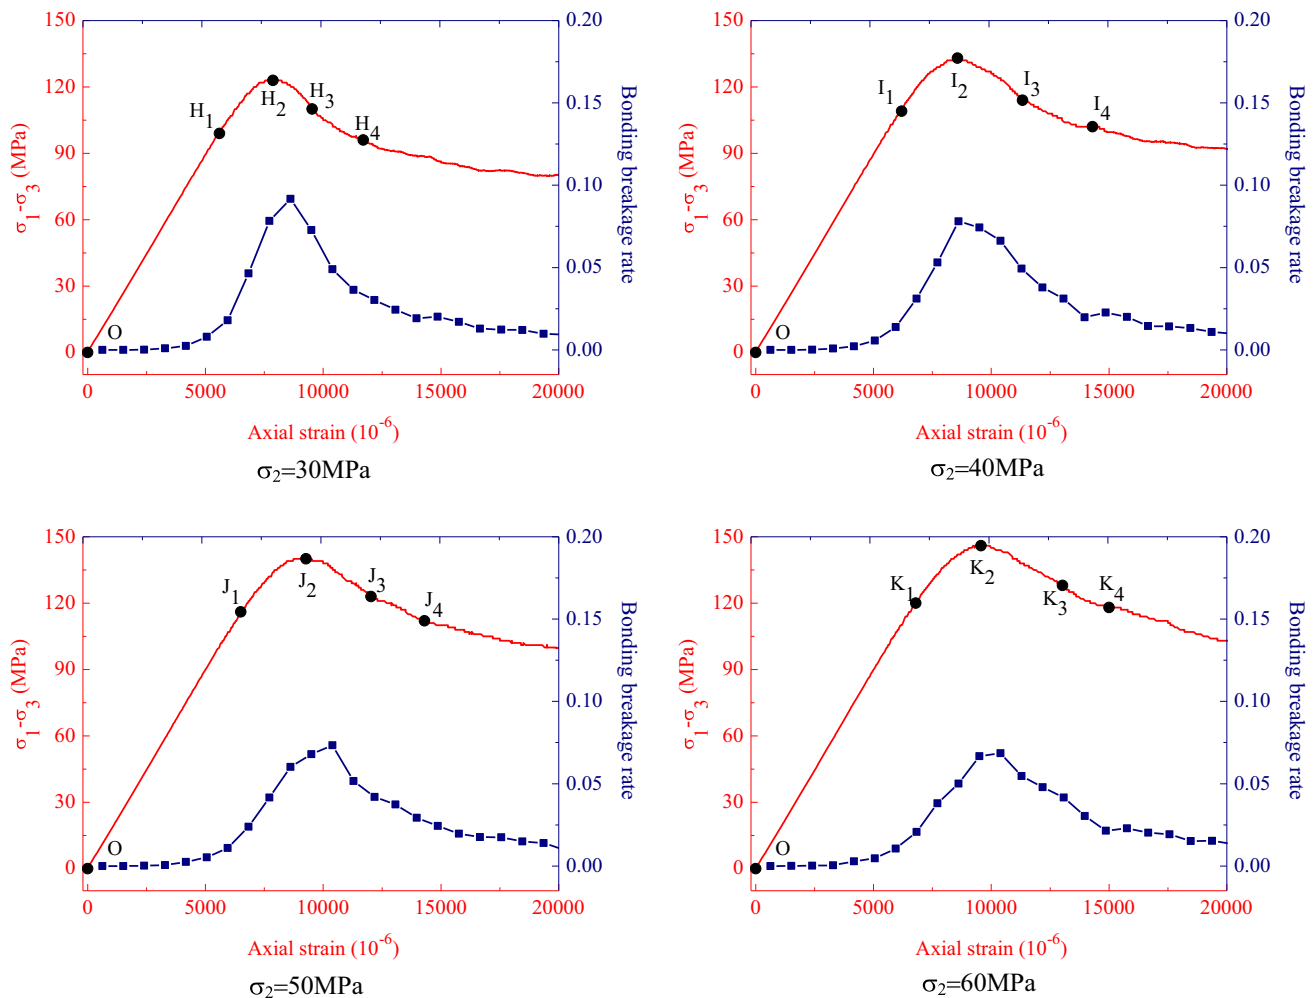 150
120
90
60
30
0
σ1-σ3 (MPa)
0.20
0.15
0.10
0.05
0.00
Bonding breakage rate
H1
H2
H3
H4
O
0 5000 10000 15000 20000
Axial strain (10-6)
σ2=30MPa
150
120
90
60
30
0
σ1-σ3 (MPa)
0.20
0.15
0.10
0.05
0.00
Bonding breakage rate
I1
I2
I3
I4
O
0 5000 10000 15000 20000
Axial strain (10-6)
σ2=40MPa
150
120
90
60
30
0
σ1-σ3 (MPa)
0.20
0.15
0.10
0.05
0.00
Bonding breakage rate
J1
J2
J3
J4
O
0 5000 10000 15000 20000
Axial strain (10-6)
σ2=50MPa
150
120
90
60
30
0
σ1-σ3 (MPa)
0.20
0.15
0.10
0.05
0.00
Bonding breakage rate
K1
K2
K3
K4
O
0 5000 10000 15000 20000
Axial strain (10-6)
σ2=60MPa